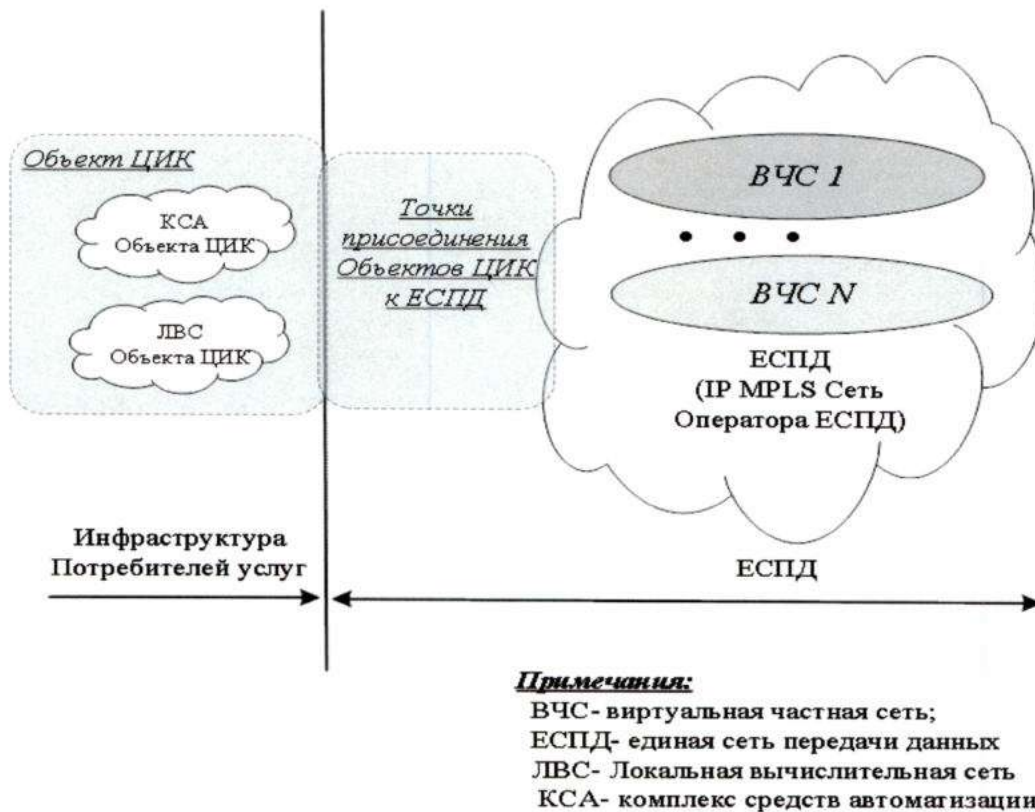 Объект ЦИК
КСА
Объекта ЦИК
ЛВС
Объекта ЦИК
Точки
присоединения
Объектов ЦИК
к ЕСПД
ВЧС 1
ВЧС N
ЕСПД
(IP MPLS Сеть
Оператора ЕСПД)
Инфраструктура
Потребителей услуг
ЕСПД
Примечания:
ВЧС- виртуальная частная сеть;
ЕСПД- единая сеть передачи данных
ЛВС- Локальная вычислительная сеть
КСА- комплекс средств автоматизации